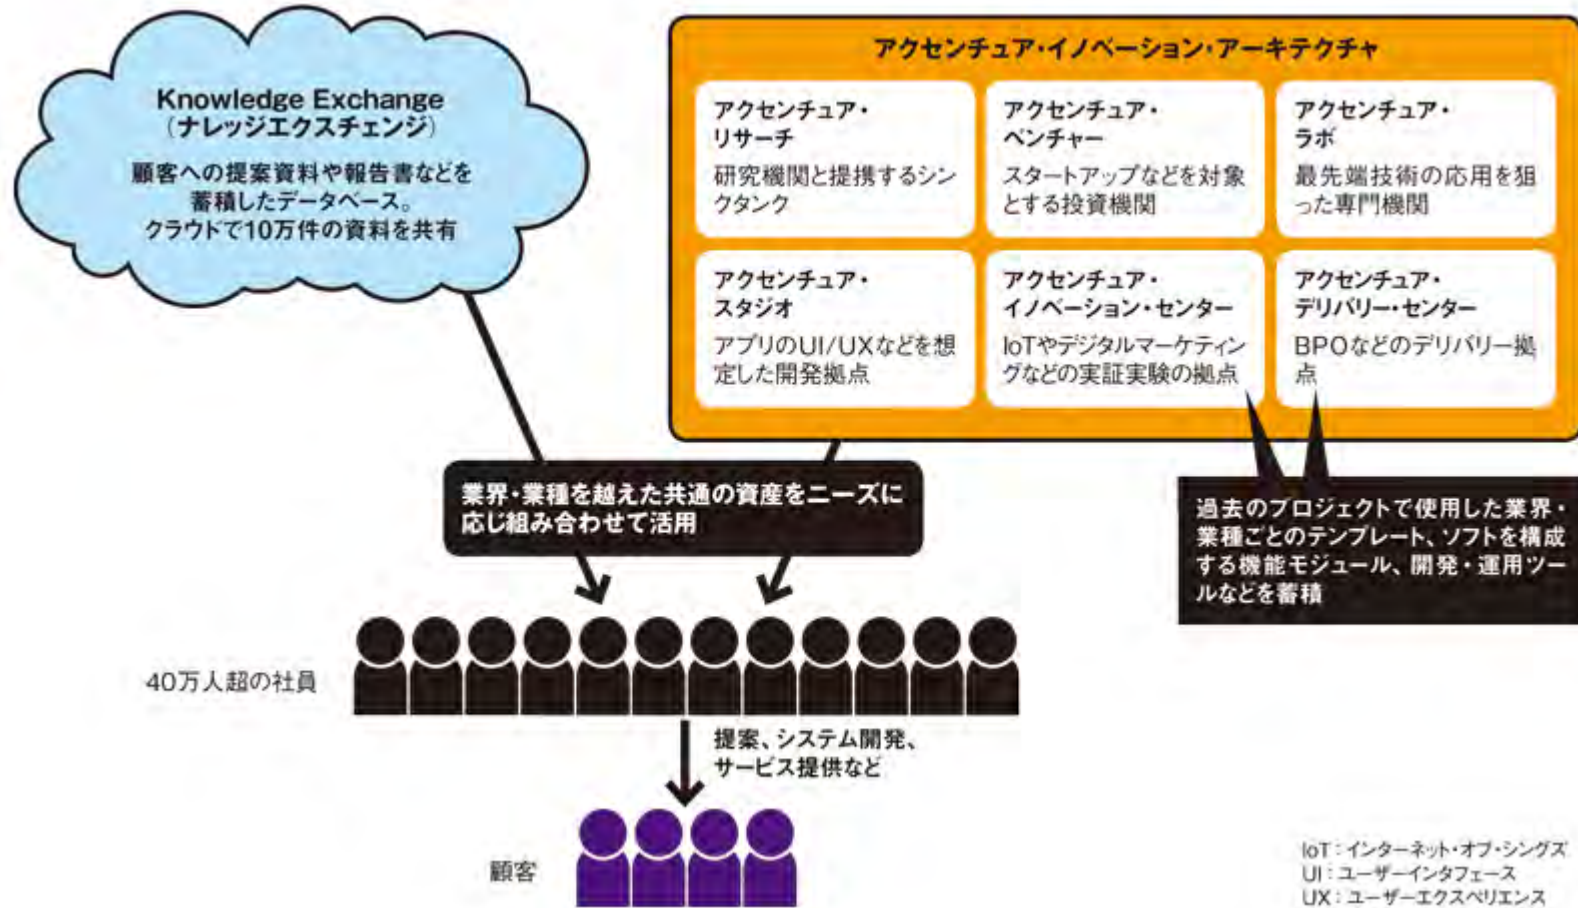 Knowledge Exchange
（ナレッジエクスチェンジ）
顧客への提案資料や報告書などを
蓄積したデータベース。
クラウドで10万件の資料を共有
アクセンチュア・イノベーション・アーキテクチャ
アクセンチュア・
リサーチ
研究機関と提携するシン
クタンク
アクセンチュア・
ベンチャー
スタートアップなどを対象
とする投資機関
アクセンチュア・
ラボ
最先端技術の応用を狙
った専門機関
アクセンチュア・
スタジオ
アプリのUI/UXなどを想
定した開発拠点
アクセンチュア・
イノベーション・センター
IoTやデジタルマーケティン
グなどの実証実験の拠点
アクセンチュア・
デリバリー・センター
BPOなどのデリバリー拠
点
業界・業種を越えた共通の資産をニーズに
応じ組み合わせて活用
過去のプロジェクトで使用した業界・
業種ごとのテンプレート、ソフトを構成
する機能モジュール、開発・運用ツー
ルなどを蓄積
40万人超の社員
提案、システム開発、
サービス提供など
顧客
IoT：インターネット・オブ・シングズ
UI：ユーザーインタフェース
UX：ユーザーエクスペリエンス